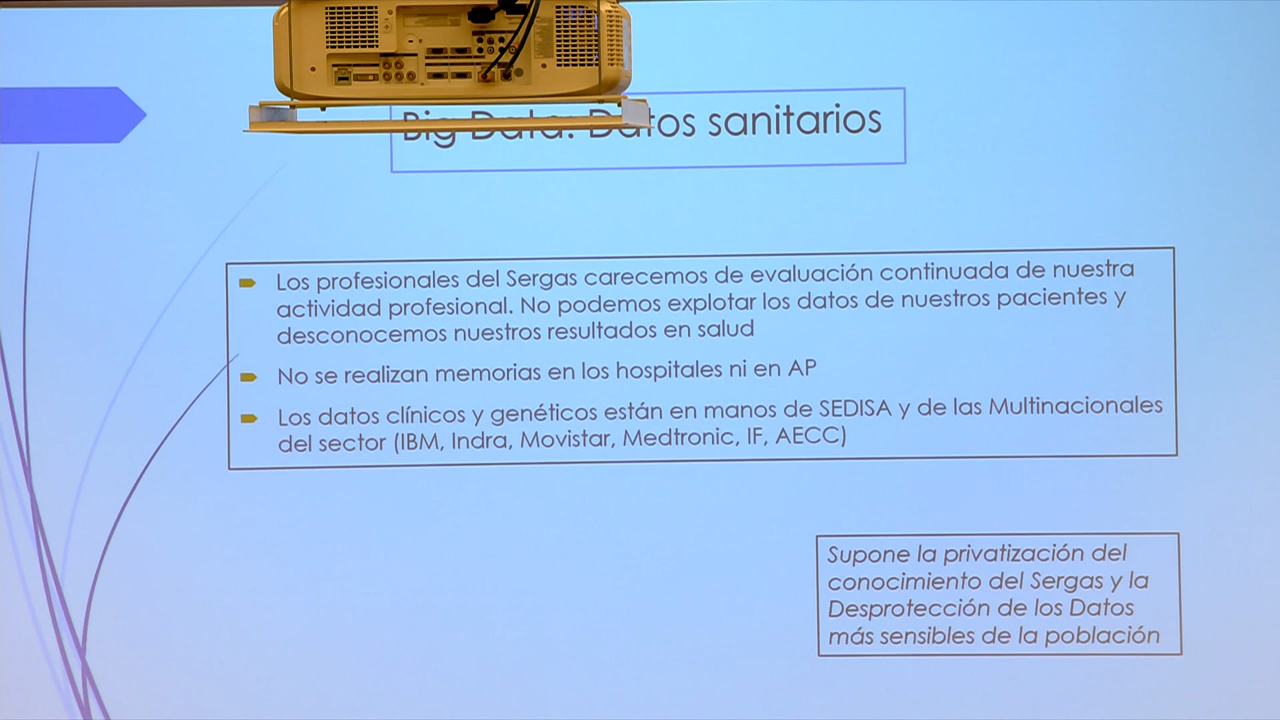 Big Data: Datos sanitarios
Los profesionales del Sergas carecemos de evaluación continuada de nuestra
actividad profesional. No podemos explotar los datos de nuestros pacientes y
desconocemos nuestros resultados en salud
No se realizan memorias en los hospitales ni en AP
Los datos clínicos y genéticos están en manos de SEDISA y de las Multinacionales
del sector (IBM, Indra, Movistar, Medtronic, IF, AECC)
Supone la privatización del
conocimiento del Sergas y la
Desprotección de los Datos
más sensibles de la población